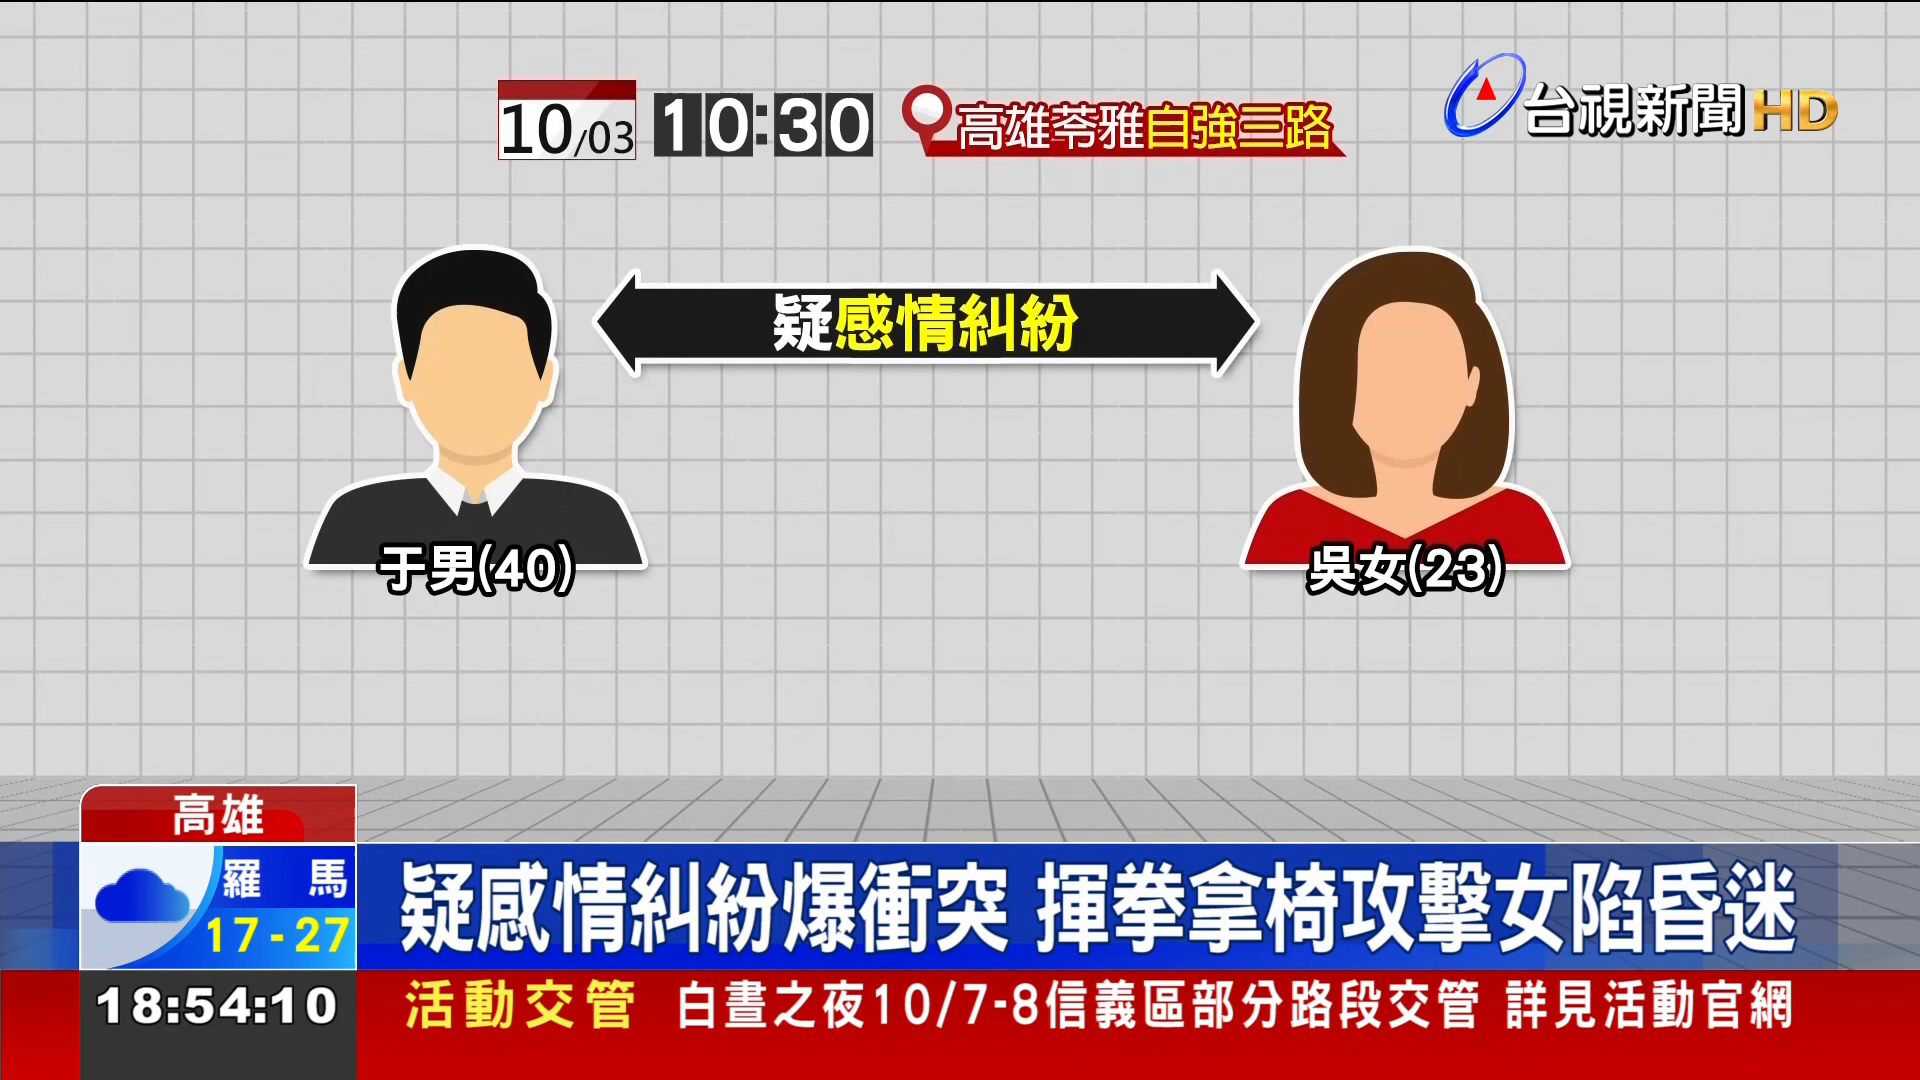 10/03 10:30 高雄苓雅自強三路
台視新聞HD
疑感情糾紛
于男(40)
吳女(23)
高雄
羅 馬
17-27
疑感情糾紛爆衝突 揮拳拿椅攻擊女陷昏迷
18:54:10
活動交管 白晝之夜10/7-8信義區部分路段交管 詳見活動官網